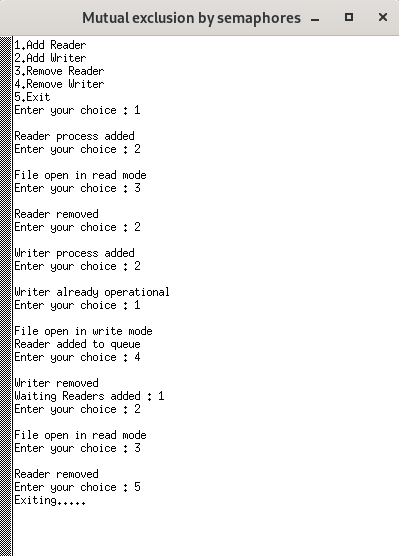 Mutual exclusion by semaphores
1.Add Reader
2.Add Writer
3.Remove Reader
4.Remove Writer
5.Exit
Enter your choice : 1
Reader process added
Enter your choice : 2
File open in read mode
Enter your choice : 3
Reader removed
Enter your choice : 2
Writer process added
Enter your choice : 2
Writer already operational
Enter your choice : 1
File open in write mode
Reader added to queue
Enter your choice : 4
Writer removed
Waiting Readers added : 1
Enter your choice : 2
File open in read mode
Enter your choice : 3
Reader removed
Enter your choice : 5
Exiting.....